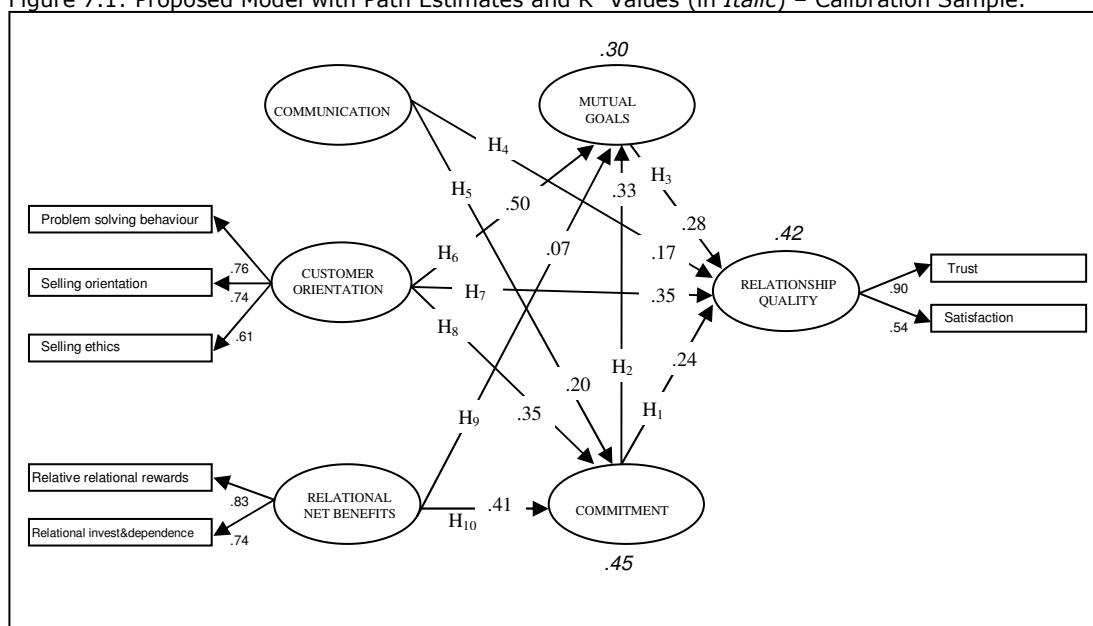 Figure 7.1: Proposed Model with Path Estimates and R² Values (in Italic) – Calibration Sample.
.30
COMMUNICATION
MUTUAL
GOALS
H4
H5
H3
.33
.50
.28
Problem solving behaviour
.07
.17
.42
H6
.76
CUSTOMER
ORIENTATION
Trust
Selling orientation
.74
H7
.35
RELATIONSHIP
QUALITY
.90
Satisfaction
.54
.61
H8
Selling ethics
H2
.24
.20
.35
H9
H1
Relative relational rewards
.83
RELATIONAL
NET BENEFITS
.41
COMMITMENT
H10
Relational invest&dependence
.74
.45